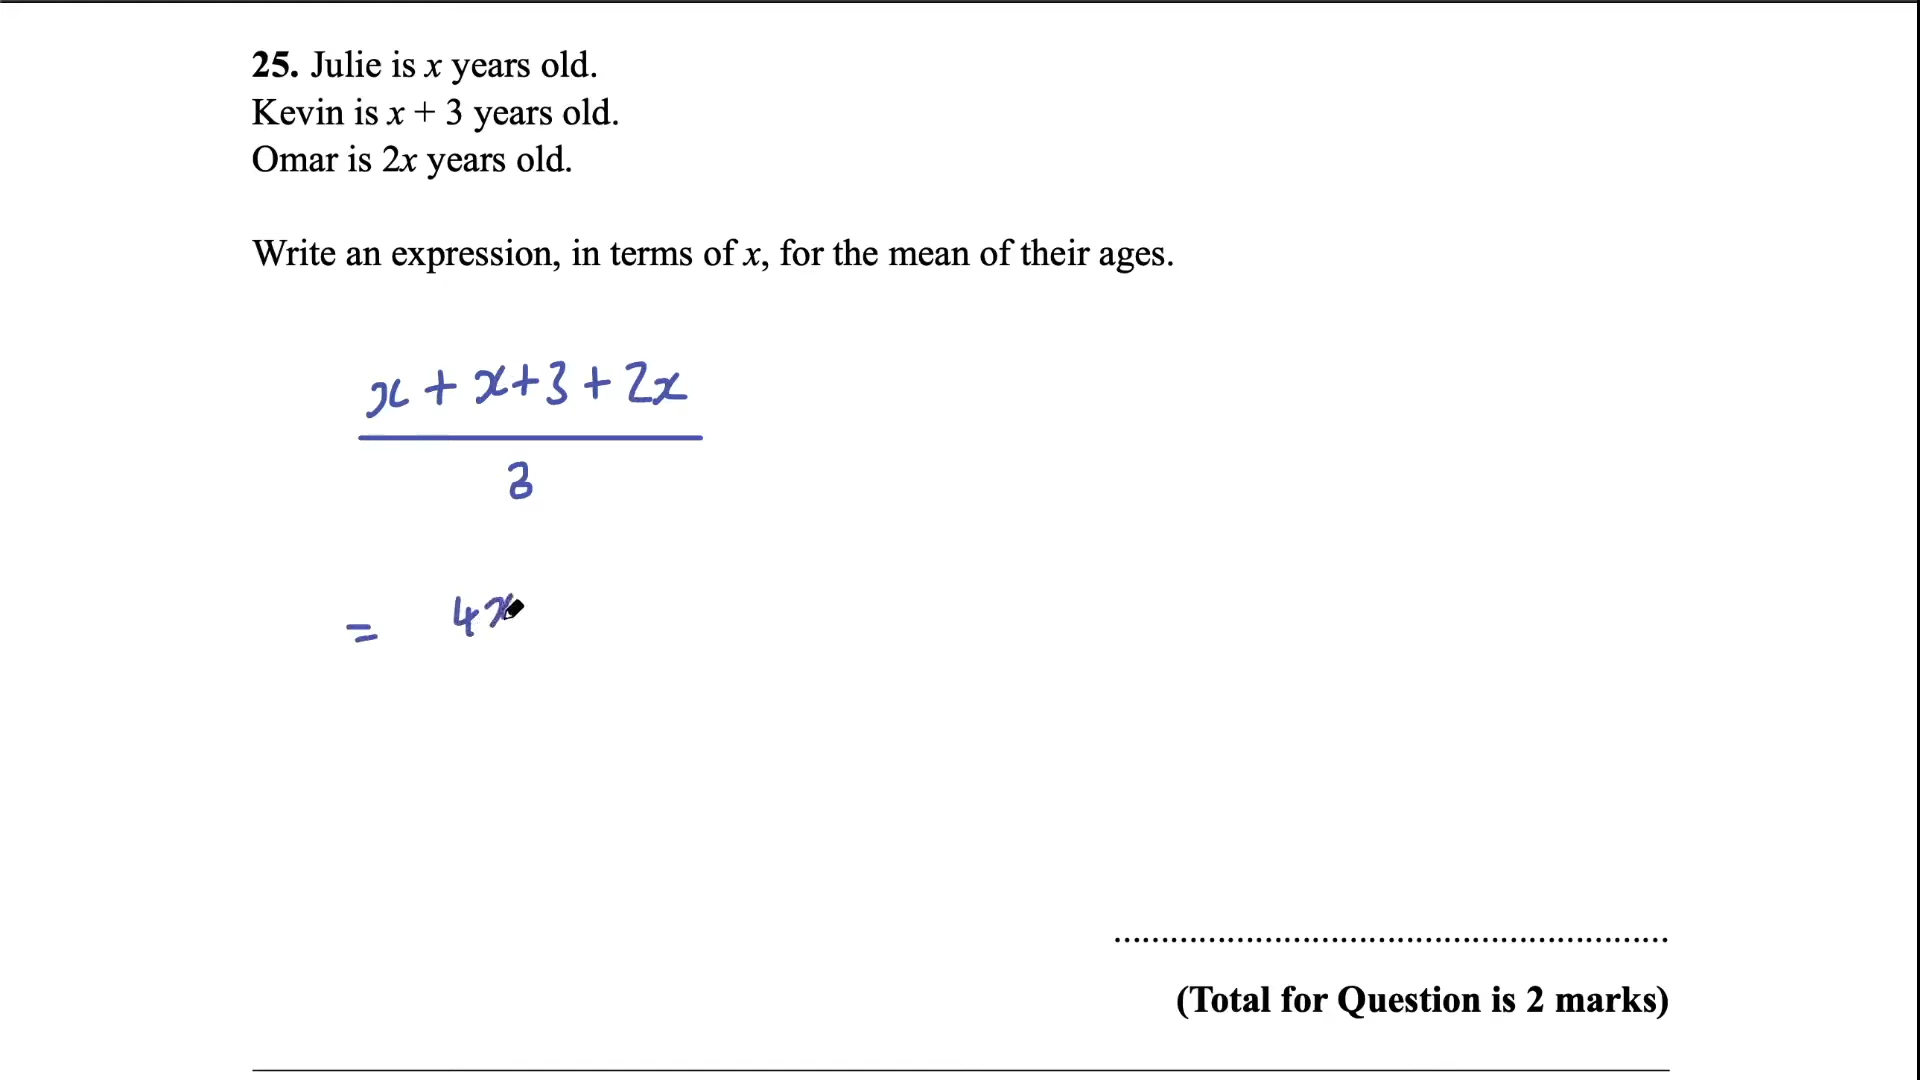 25. Julie is x years old.
Kevin is x + 3 years old.
Omar is 2x years old.
Write an expression, in terms of x, for the mean of their ages.
x + x+3 + 2x
3
= 4x
........................................................
(Total for Question is 2 marks)